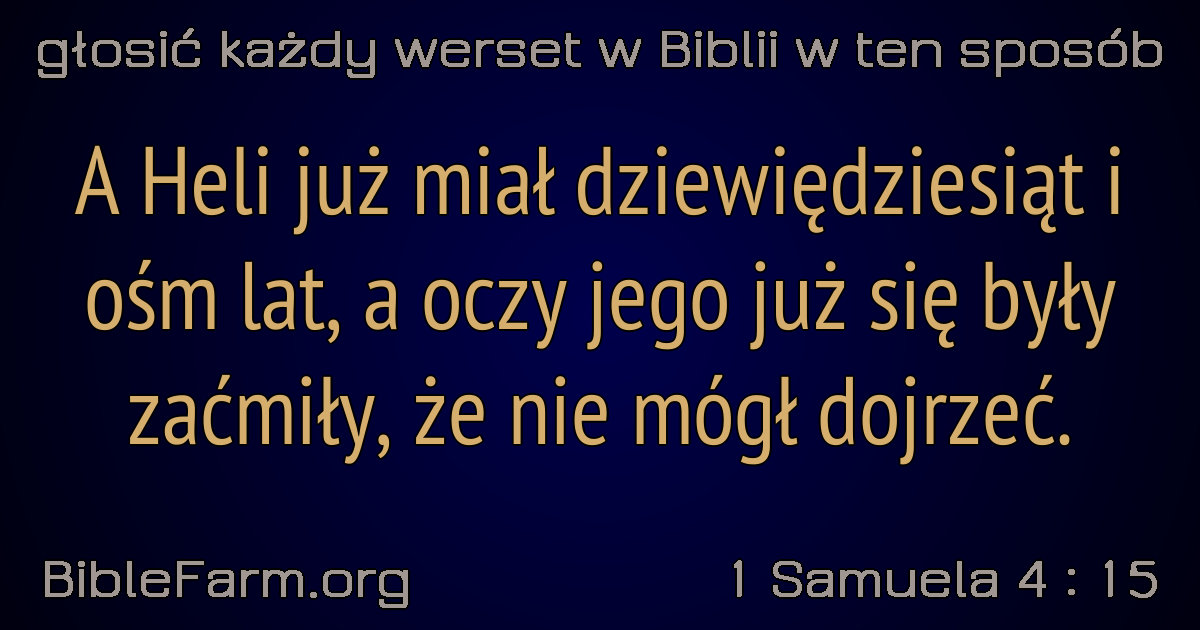 głosić każdy werset w Biblii w ten sposób
A Heli już miał dziewiędziesiąt i
ośm lat, a oczy jego już się były
zaćmiły, że nie mógł dojrzeć.
BibleFarm.org
1 Samuela 4 : 15